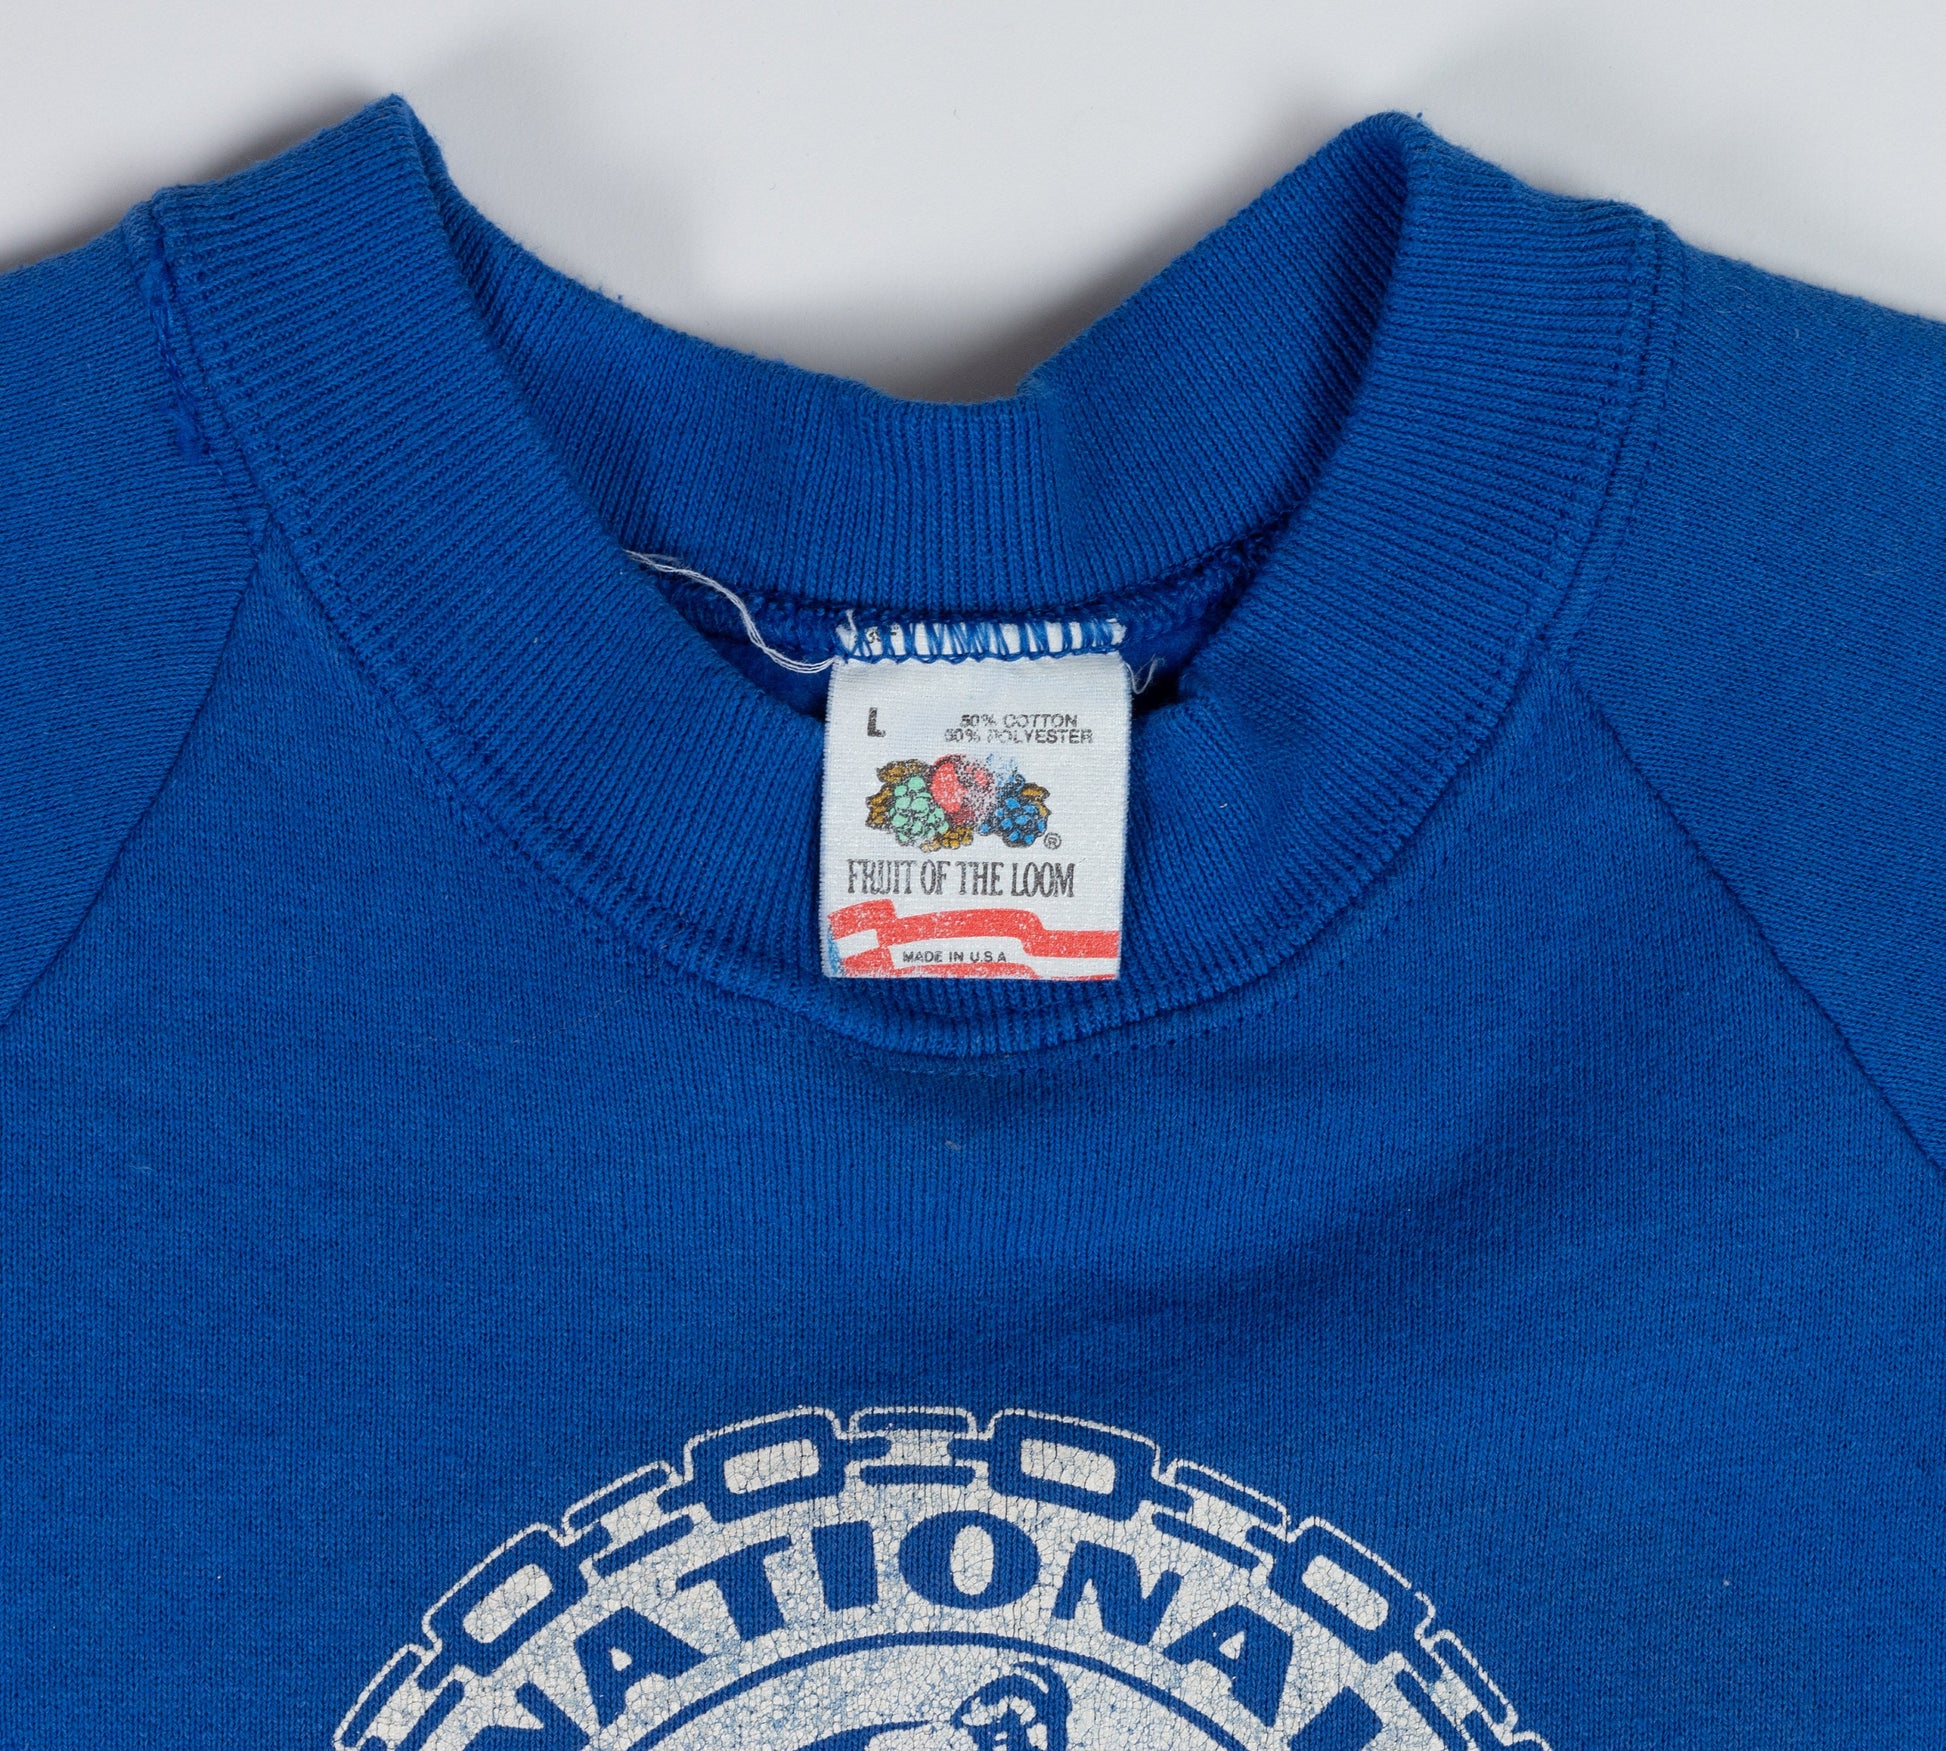 L
50% COTTON
50% POLYESTER
®
FRUIT OF THE LOOM
MADE IN U.S.A
NATIONAL